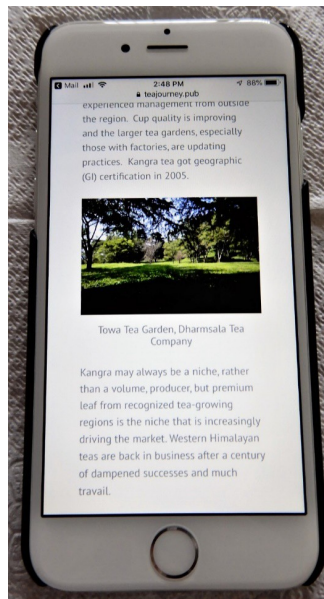 Mail 2:48 PM 86%
teajourney.pub
experienced management from outside
the region. Cup quality is improving
and the larger tea gardens, especially
those with factories, are updating
practices. Kangra tea got geographic
(GI) certification in 2005.
Towa Tea Garden, Dharmsala Tea
Company
Kangra may always be a niche, rather
than a volume, producer, but premium
leaf from recognized tea-growing
regions is the niche that is increasingly
driving the market. Western Himalayan
teas are back in business after a century
of dampened successes and much
travail.